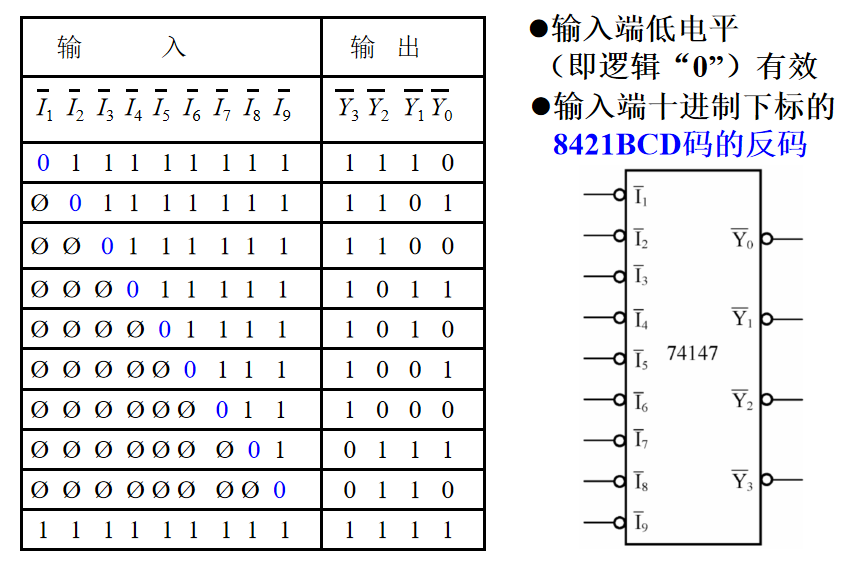 输 入 输 出
I̅₁ I̅₂ I̅₃ I̅₄ I̅₅ I̅₆ I̅₇ I̅₈ I̅₉ Y̅₃ Y̅₂ Y̅₁ Y̅₀
0 1 1 1 1 1 1 1 1 1 1 1 0
Ø 0 1 1 1 1 1 1 1 1 1 0 1
Ø Ø 0 1 1 1 1 1 1 1 1 0 0
Ø Ø Ø 0 1 1 1 1 1 1 0 1 1
Ø Ø Ø Ø 0 1 1 1 1 1 0 1 0
Ø Ø Ø Ø Ø 0 1 1 1 1 0 0 1
Ø Ø Ø Ø Ø Ø 0 1 1 1 0 0 0
Ø Ø Ø Ø Ø Ø Ø 0 1 0 1 1 1
Ø Ø Ø Ø Ø Ø Ø Ø 0 0 1 1 0
1 1 1 1 1 1 1 1 1 1 1 1 1
●输入端低电平
（即逻辑“0”）有效
●输入端十进制下标的
8421BCD码的反码
I̅₁
I̅₂
I̅₃
I̅₄
I̅₅
I̅₆
I̅₇
I̅₈
I̅₉
74147
Y̅₀
Y̅₁
Y̅₂
Y̅₃